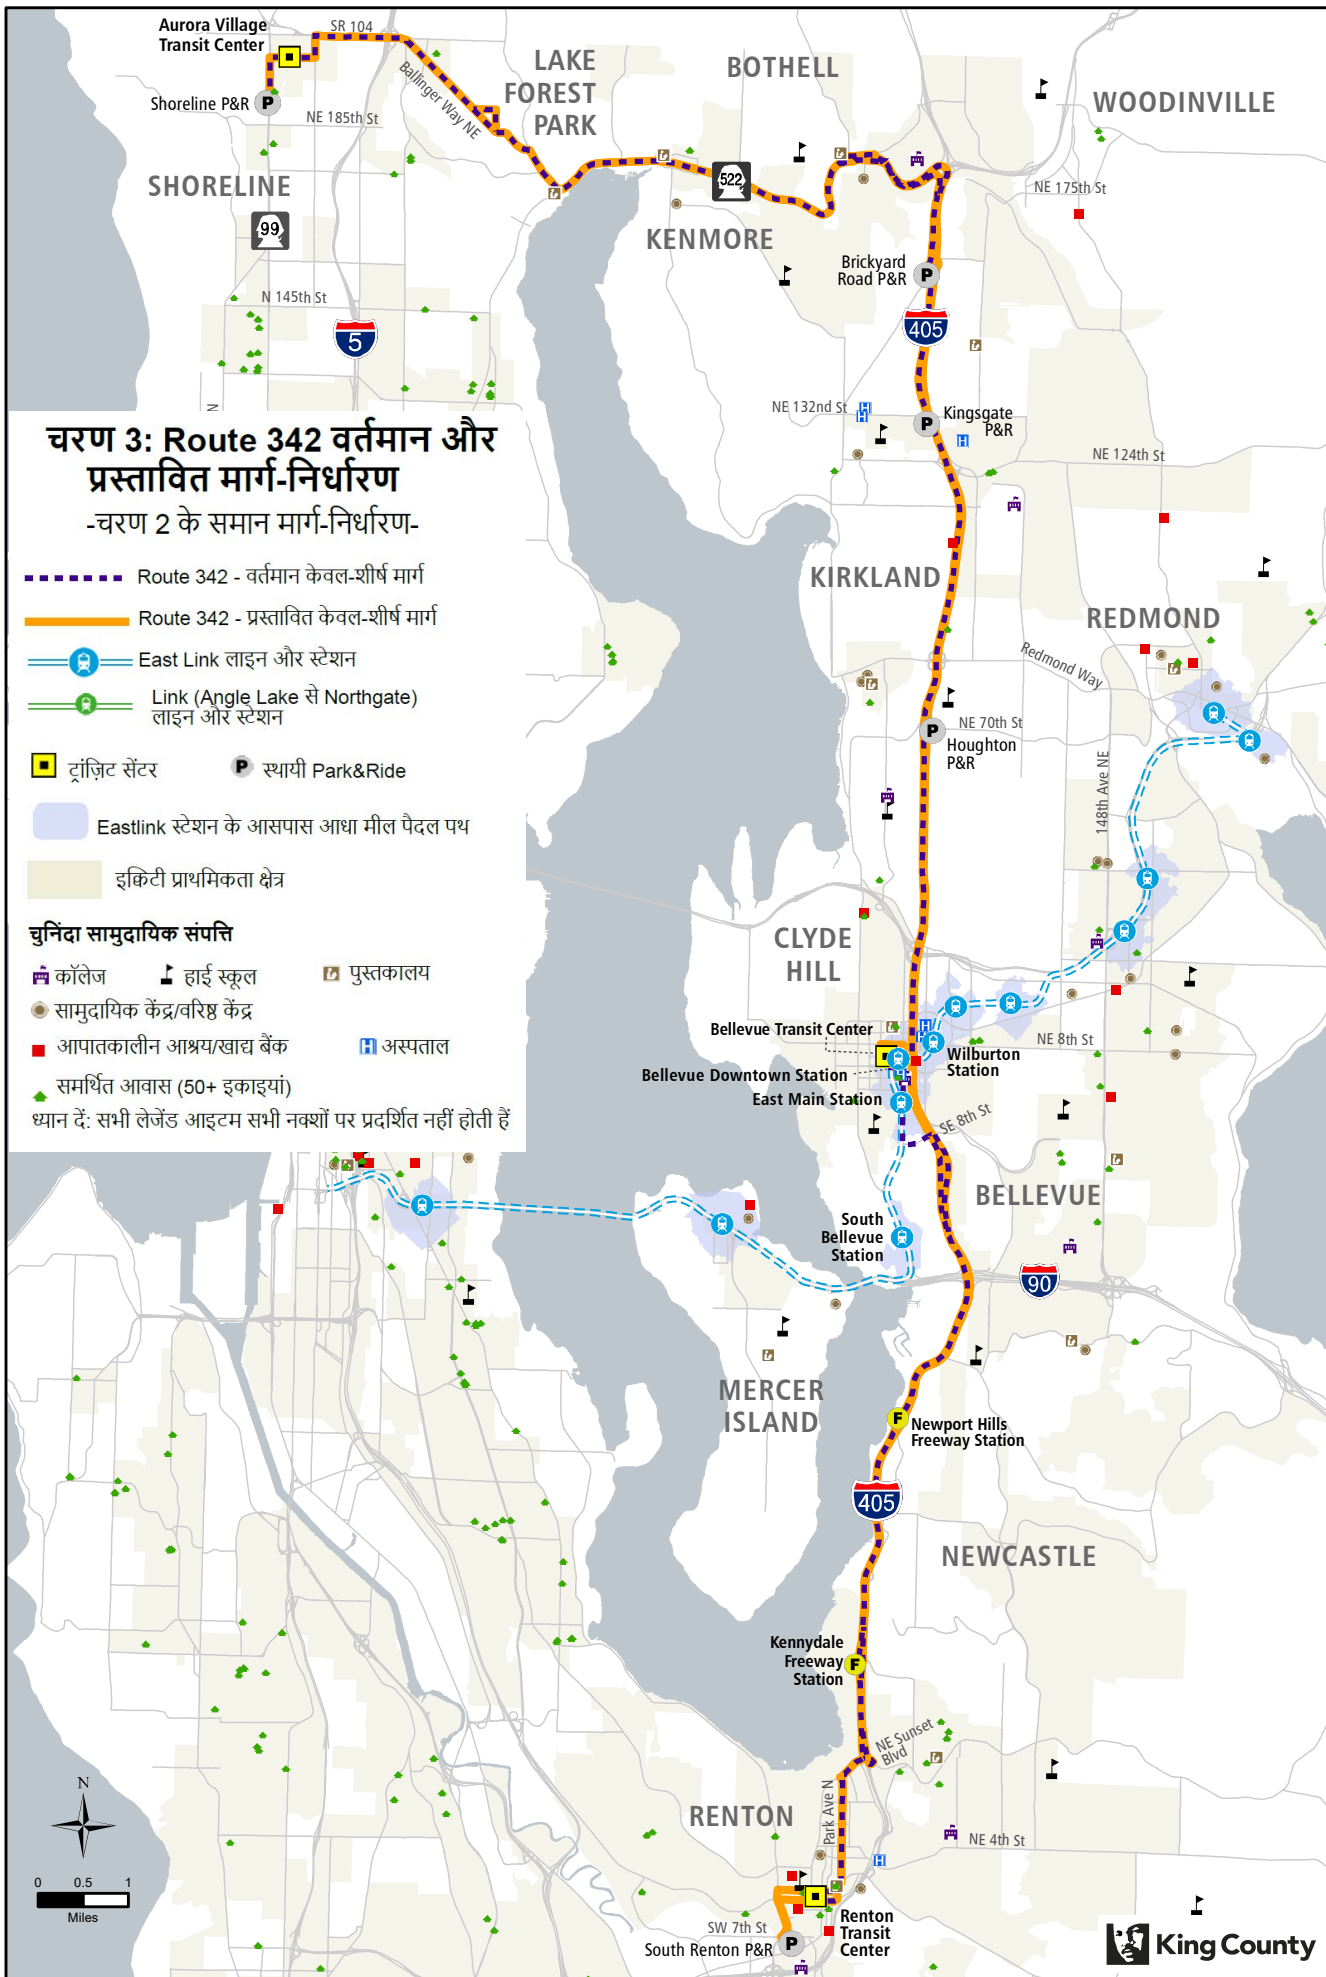 Aurora Village
Transit Center
SR 104
Shoreline P&R
P
NE 185th St
Ballinger Way NE
LAKE
FOREST
PARK
BOTHELL
WOODINVILLE
SHORELINE
99
522
NE 175th St
KENMORE
Brickyard
Road P&R
P
N 145th St
5
405
NE 132nd St
Kingsgate
P&R
P
NE 124th St
N
चरण 3: Route 342 वर्तमान और
प्रस्तावित मार्ग-निर्धारण
-चरण 2 के समान मार्ग-निर्धारण-
Route 342 - वर्तमान केवल-शीर्ष मार्ग
Route 342 - प्रस्तावित केवल-शीर्ष मार्ग
East Link लाइन और स्टेशन
Link (Angle Lake से Northgate)
लाइन और स्टेशन
ट्रांज़िट सेंटर
P स्थायी Park&Ride
Eastlink स्टेशन के आसपास आधा मील पैदल पथ
इक्विटी प्राथमिकता क्षेत्र
चुनिंदा सामुदायिक संपत्ति
कॉलेज
हाई स्कूल
पुस्तकालय
सामुदायिक केंद्र/वरिष्ठ केंद्र
आपातकालीन आश्रय/खाद्य बैंक
H अस्पताल
समर्थित आवास (50+ इकाइयां)
ध्यान दें: सभी लेजेंड आइटम सभी नक्शों पर प्रदर्शित नहीं होती हैं
KIRKLAND
REDMOND
Redmond Way
NE 70th St
P
Houghton
P&R
148th Ave NE
CLYDE
HILL
Bellevue Transit Center
NE 8th St
Wilburton
Station
Bellevue Downtown Station
East Main Station
SE 8th St
BELLEVUE
South
Bellevue
Station
90
MERCER
ISLAND
F
Newport Hills
Freeway Station
405
NEWCASTLE
Kennydale
Freeway
Station
F
NE Sunset
Blvd
N
RENTON
Park Ave N
NE 4th St
0 0.5 1
Miles
SW 7th St
South Renton P&R
P
Renton
Transit
Center
King County